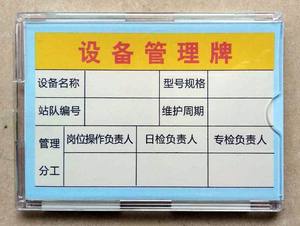 设备管理牌
设备名称 型号规格
站队编号 维护周期
管理 岗位操作负责人 日检负责人 专检负责人
分工